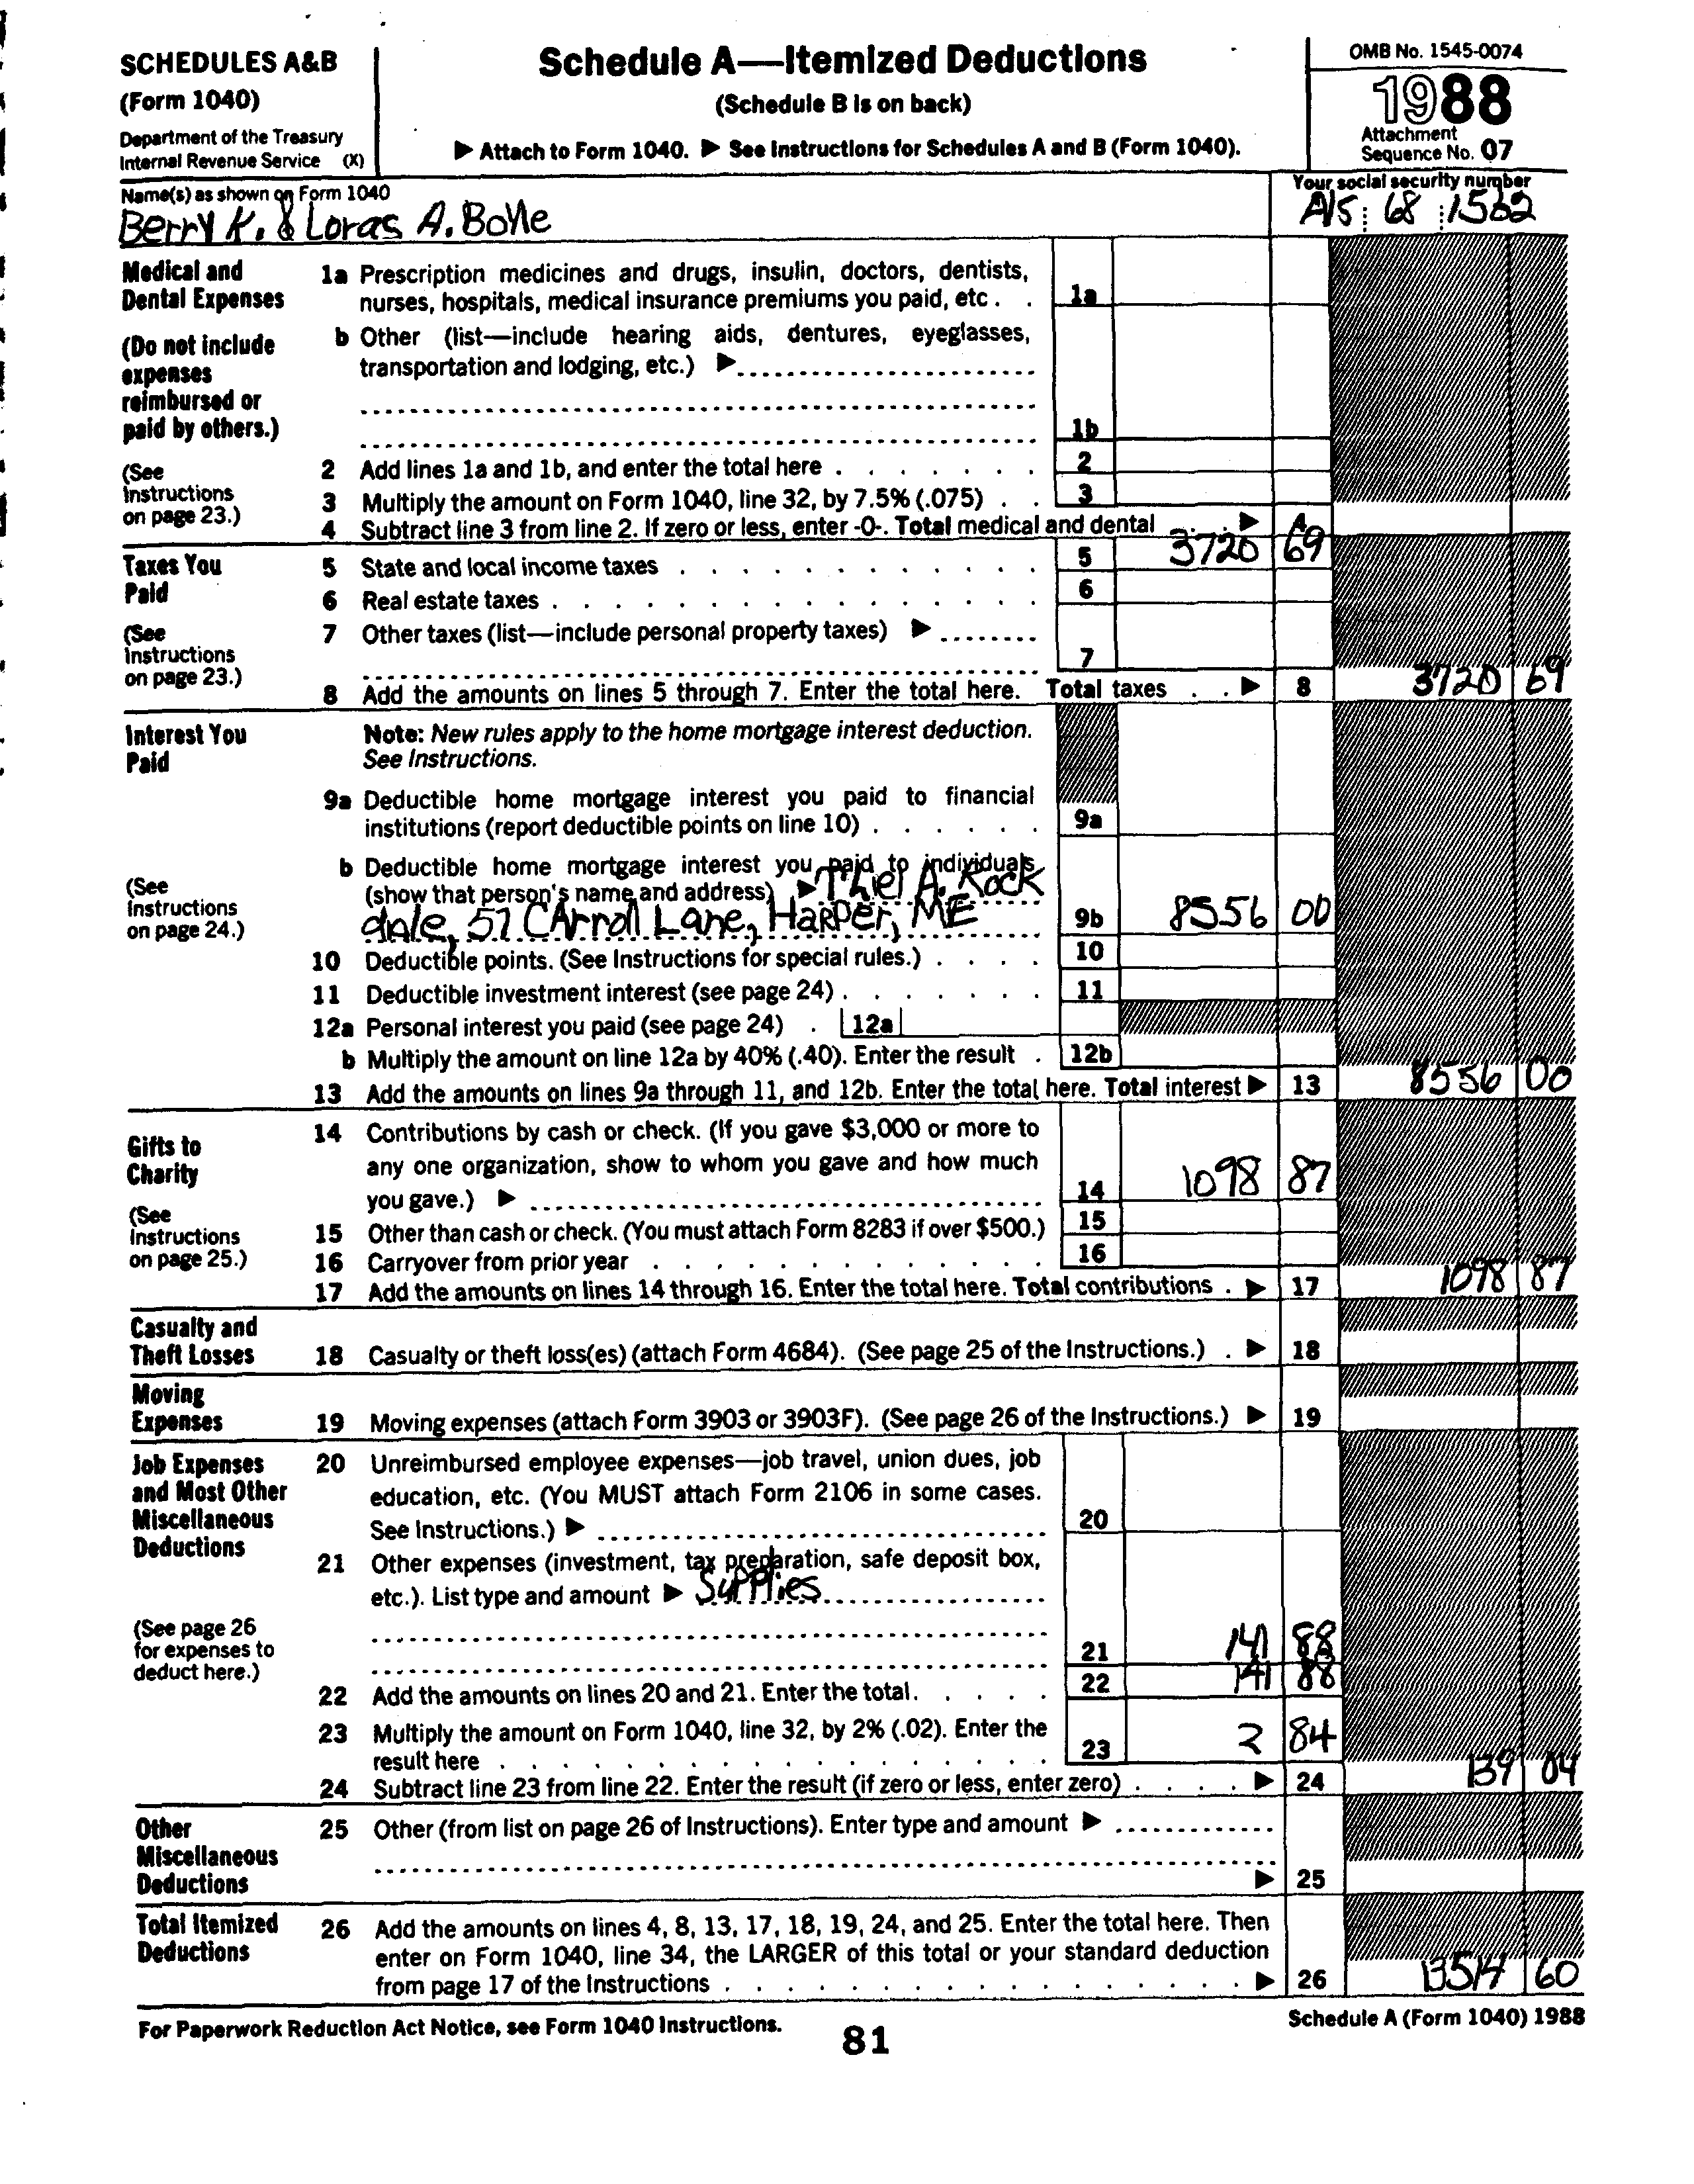 SCHEDULES A&B
(Form 1040)
Department of the Treasury
Internal Revenue Service (X)
Schedule A—Itemized Deductions
(Schedule B is on back)
▶ Attach to Form 1040. ▶ See Instructions for Schedules A and B (Form 1040).
OMB No. 1545-0074
1988
Attachment
Sequence No. 07
Name(s) as shown on Form 1040
Berry K. & Loras A. Boyle
Your social security number
68
Medical and
Dental Expenses
(Do not include
expenses
reimbursed or
paid by others.)
(See
Instructions
on page 23.)
1a Prescription medicines and drugs, insulin, doctors, dentists,
nurses, hospitals, medical insurance premiums you paid, etc . . 1a
b Other (list—include hearing aids, dentures, eyeglasses,
transportation and lodging, etc.) ▶
1b
2 Add lines 1a and 1b, and enter the total here . . . . . . . 2
3 Multiply the amount on Form 1040, line 32, by 7.5% (.075) . . 3
4 Subtract line 3 from line 2. If zero or less, enter -0-. Total medical and dental . . ▶ 4
Taxes You
Paid
(See
Instructions
on page 23.)
5 State and local income taxes . . . . . . . . . . . . 5 3720 69
6 Real estate taxes . . . . . . . . . . . . . . . . 6
7 Other taxes (list—include personal property taxes) ▶
7
8 Add the amounts on lines 5 through 7. Enter the total here. Total taxes . . ▶ 8 3720 69
Interest You
Paid
(See
Instructions
on page 24.)
Note: New rules apply to the home mortgage interest deduction.
See Instructions.
9a Deductible home mortgage interest you paid to financial
institutions (report deductible points on line 10) . . . . . . 9a
b Deductible home mortgage interest you paid to individuals
(show that person's name and address) ▶ Thiel A. Rock
dale, 57 CArroll Lane, HaRPer, ME 9b 8556 00
10 Deductible points. (See Instructions for special rules.) . . . . 10
11 Deductible investment interest (see page 24) . . . . . . . 11
12a Personal interest you paid (see page 24) . 12a
b Multiply the amount on line 12a by 40% (.40). Enter the result . 12b
13 Add the amounts on lines 9a through 11, and 12b. Enter the total here. Total interest ▶ 13 8556 00
Gifts to
Charity
(See
Instructions
on page 25.)
14 Contributions by cash or check. (If you gave $3,000 or more to
any one organization, show to whom you gave and how much
you gave.) ▶ 14 1098 87
15 Other than cash or check. (You must attach Form 8283 if over $500.) 15
16 Carryover from prior year . . . . . . . . . . . . . 16
17 Add the amounts on lines 14 through 16. Enter the total here. Total contributions . ▶ 17 1098 87
Casualty and
Theft Losses
18 Casualty or theft loss(es) (attach Form 4684). (See page 25 of the Instructions.) . ▶ 18
Moving
Expenses
19 Moving expenses (attach Form 3903 or 3903F). (See page 26 of the Instructions.) ▶ 19
Job Expenses
and Most Other
Miscellaneous
Deductions
(See page 26
for expenses to
deduct here.)
20 Unreimbursed employee expenses—job travel, union dues, job
education, etc. (You MUST attach Form 2106 in some cases.
See Instructions.) ▶ 20
21 Other expenses (investment, tax preparation, safe deposit box,
etc.). List type and amount ▶ Supplies
21 141 88
22 Add the amounts on lines 20 and 21. Enter the total. . . . . 22 141 88
23 Multiply the amount on Form 1040, line 32, by 2% (.02). Enter the
result here . . . . . . . . . . . . . . . . . 23 2 84
24 Subtract line 23 from line 22. Enter the result (if zero or less, enter zero) . . . . ▶ 24 139 04
Other
Miscellaneous
Deductions
25 Other (from list on page 26 of Instructions). Enter type and amount ▶
▶ 25
Total Itemized
Deductions
26 Add the amounts on lines 4, 8, 13, 17, 18, 19, 24, and 25. Enter the total here. Then
enter on Form 1040, line 34, the LARGER of this total or your standard deduction
from page 17 of the Instructions . . . . . . . . . . . . . . . . . ▶ 26 13514 60
For Paperwork Reduction Act Notice, see Form 1040 Instructions.
81
Schedule A (Form 1040) 1988